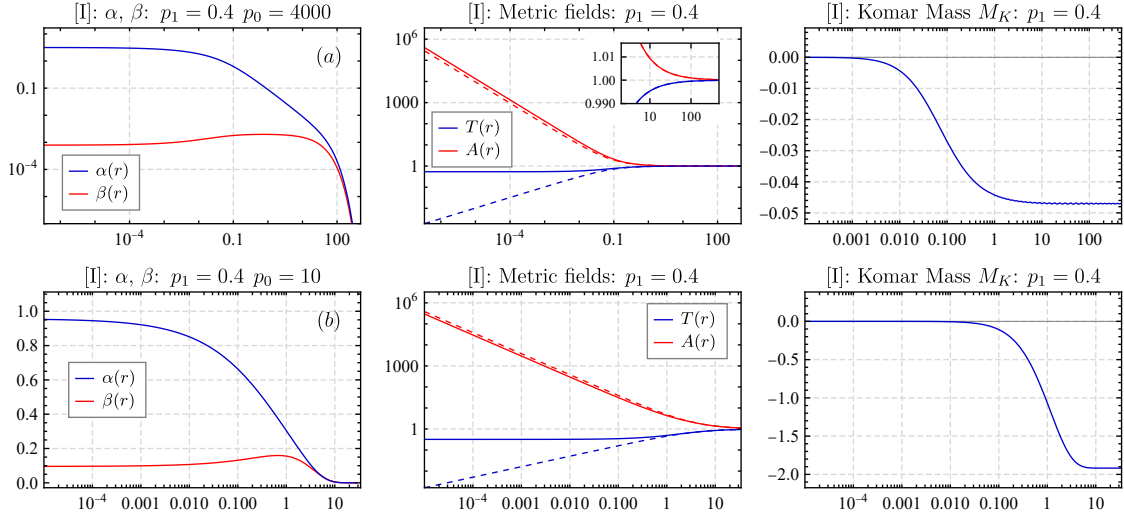 [I]: α, β: p₁ = 0.4 p₀ = 4000
(a)
0.1
10⁻⁴
α(r)
β(r)
10⁻⁴ 0.1 100
[I]: Metric fields: p₁ = 0.4
10⁶
1000
1
T(r)
A(r)
1.01
1.00
0.990
10 100
10⁻⁴ 0.1 100
[I]: Komar Mass M_K: p₁ = 0.4
0.00
−0.01
−0.02
−0.03
−0.04
−0.05
0.001 0.010 0.100 1 10 100
[I]: α, β: p₁ = 0.4 p₀ = 10
(b)
1.0
0.8
0.6
0.4
0.2
0.0
α(r)
β(r)
10⁻⁴ 0.001 0.010 0.100 1 10
[I]: Metric fields: p₁ = 0.4
10⁶
1000
1
T(r)
A(r)
10⁻⁴ 0.001 0.010 0.100 1 10
[I]: Komar Mass M_K: p₁ = 0.4
0.0
−0.5
−1.0
−1.5
−2.0
10⁻⁴ 0.001 0.010 0.100 1 10